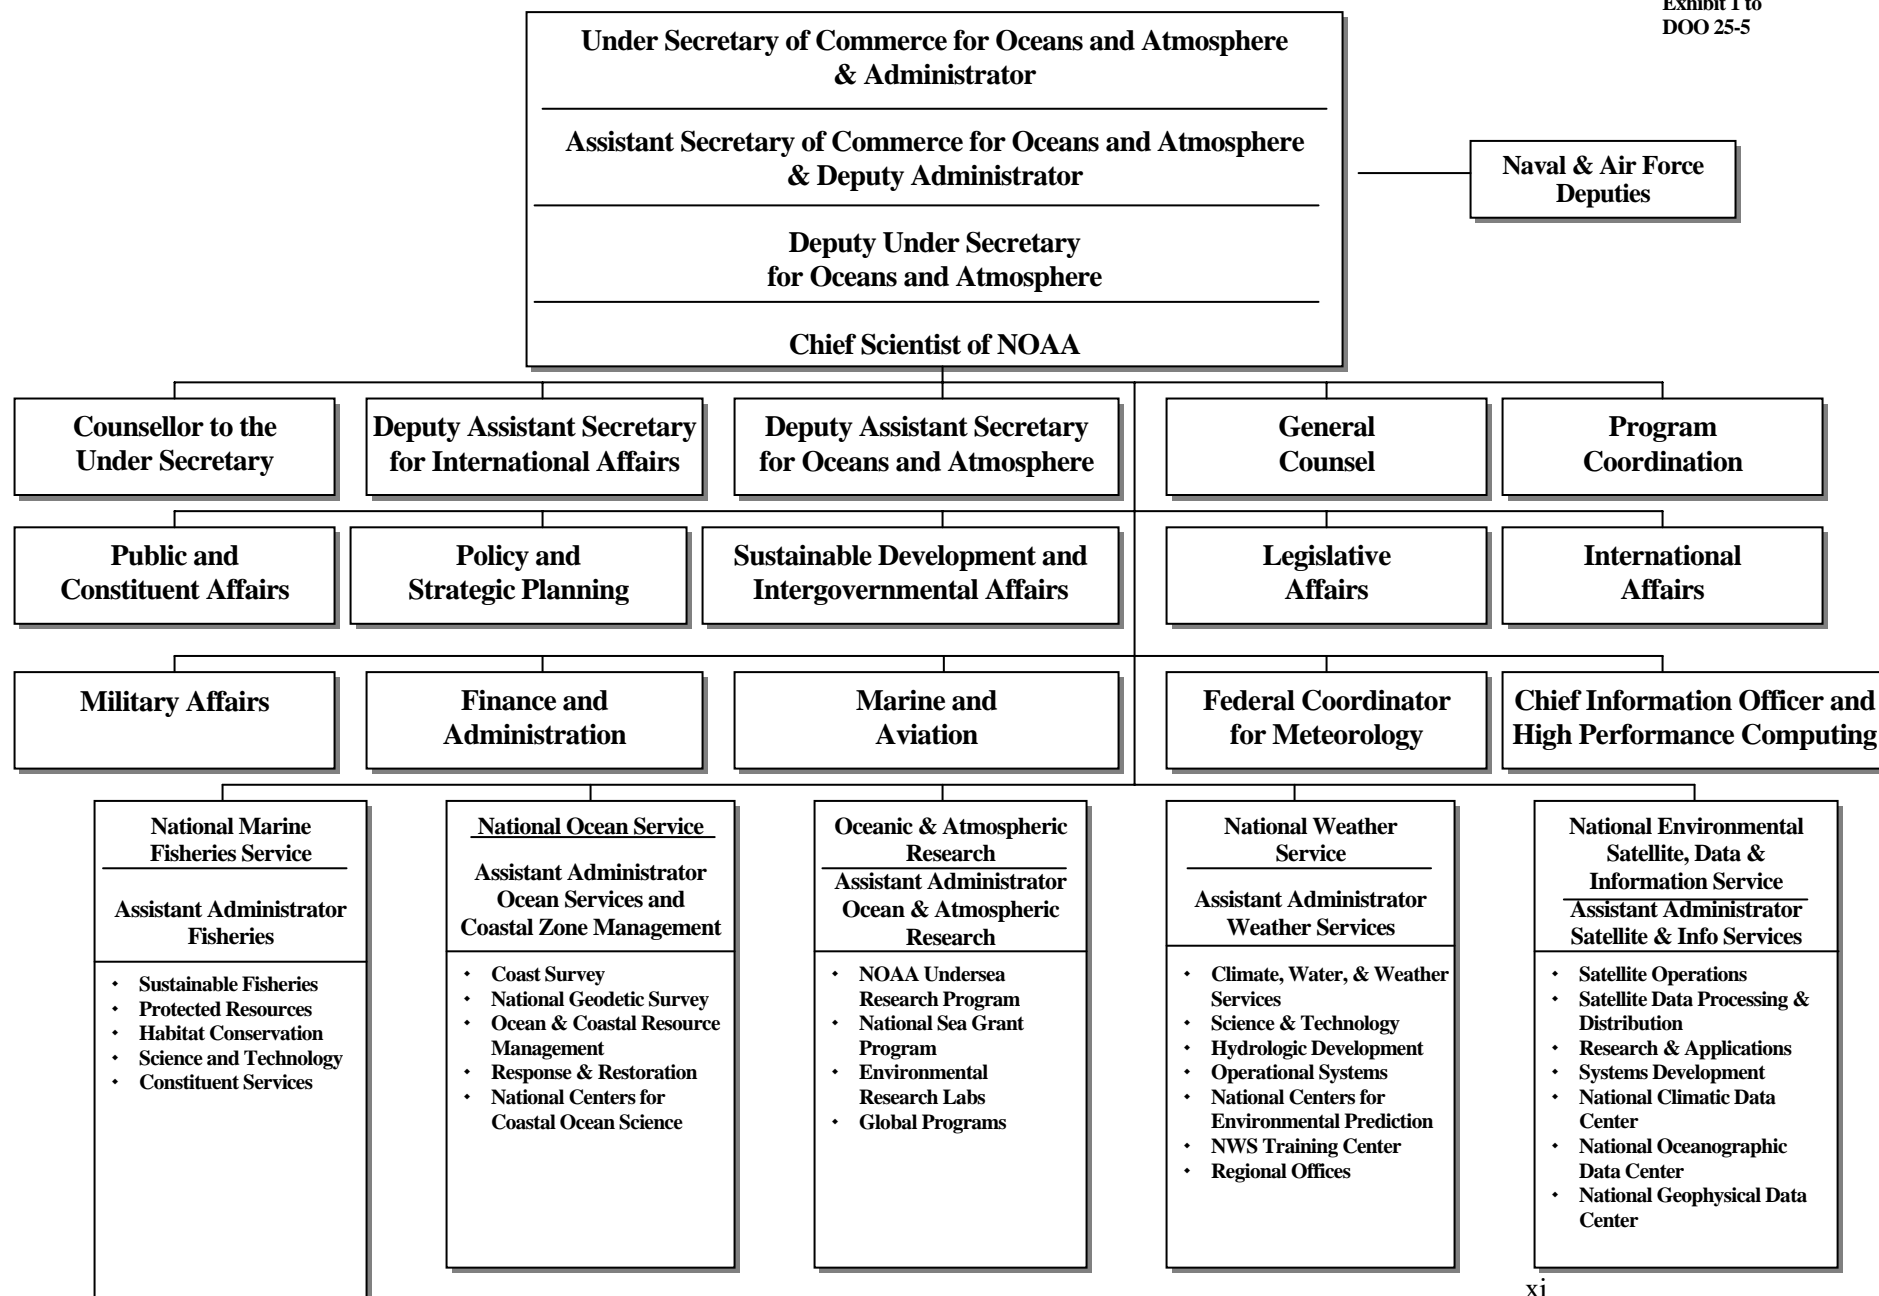 Exhibit 1 to
DOO 25-5
Under Secretary of Commerce for Oceans and Atmosphere
& Administrator
Assistant Secretary of Commerce for Oceans and Atmosphere
& Deputy Administrator
Naval & Air Force
Deputies
Deputy Under Secretary
for Oceans and Atmosphere
Chief Scientist of NOAA
Counsellor to the
Under Secretary
Deputy Assistant Secretary
for International Affairs
Deputy Assistant Secretary
for Oceans and Atmosphere
General
Counsel
Program
Coordination
Public and
Constituent Affairs
Policy and
Strategic Planning
Sustainable Development and
Intergovernmental Affairs
Legislative
Affairs
International
Affairs
Military Affairs
Finance and
Administration
Marine and
Aviation
Federal Coordinator
for Meteorology
Chief Information Officer and
High Performance Computing
National Marine
Fisheries Service
Assistant Administrator
Fisheries
• Sustainable Fisheries
• Protected Resources
• Habitat Conservation
• Science and Technology
• Constituent Services
National Ocean Service
Assistant Administrator
Ocean Services and
Coastal Zone Management
• Coast Survey
• National Geodetic Survey
• Ocean & Coastal Resource
Management
• Response & Restoration
• National Centers for
Coastal Ocean Science
Oceanic & Atmospheric
Research
Assistant Administrator
Ocean & Atmospheric
Research
• NOAA Undersea
Research Program
• National Sea Grant
Program
• Environmental
Research Labs
• Global Programs
National Weather
Service
Assistant Administrator
Weather Services
• Climate, Water, & Weather
Services
• Science & Technology
• Hydrologic Development
• Operational Systems
• National Centers for
Environmental Prediction
• NWS Training Center
• Regional Offices
National Environmental
Satellite, Data &
Information Service
Assistant Administrator
Satellite & Info Services
• Satellite Operations
• Satellite Data Processing &
Distribution
• Research & Applications
• Systems Development
• National Climatic Data
Center
• National Oceanographic
Data Center
• National Geophysical Data
Center
xi